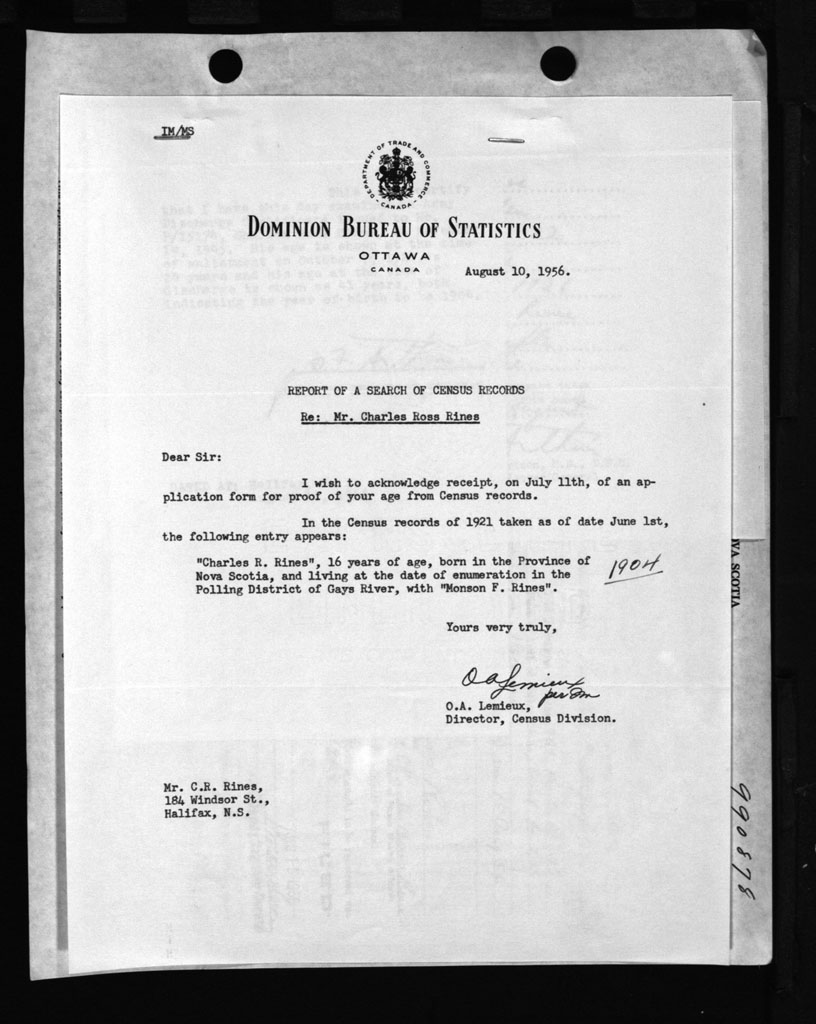 IM/MS
DEPARTMENT OF TRADE AND COMMERCE
CANADA
DOMINION BUREAU OF STATISTICS
OTTAWA
CANADA
August 10, 1956.
REPORT OF A SEARCH OF CENSUS RECORDS
Re: Mr. Charles Ross Rines
Dear Sir:
I wish to acknowledge receipt, on July 11th, of an ap-
plication form for proof of your age from Census records.
In the Census records of 1921 taken as of date June 1st,
the following entry appears:
"Charles R. Rines", 16 years of age, born in the Province of
Nova Scotia, and living at the date of enumeration in the
Polling District of Gays River, with "Monson F. Rines".
1904
Yours very truly,
O A Lemieux
per
O.A. Lemieux,
Director, Census Division.
Mr. C.R. Rines,
184 Windsor St.,
Halifax, N.S.
SCOTIA
990878